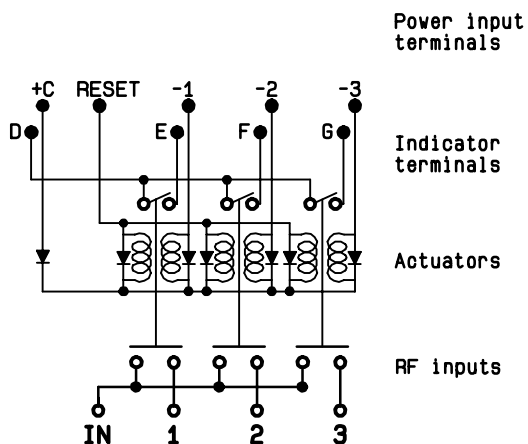 Power input
terminals
+C RESET -1 -2 -3
D E F G
Indicator
terminals
Actuators
RF inputs
IN 1 2 3